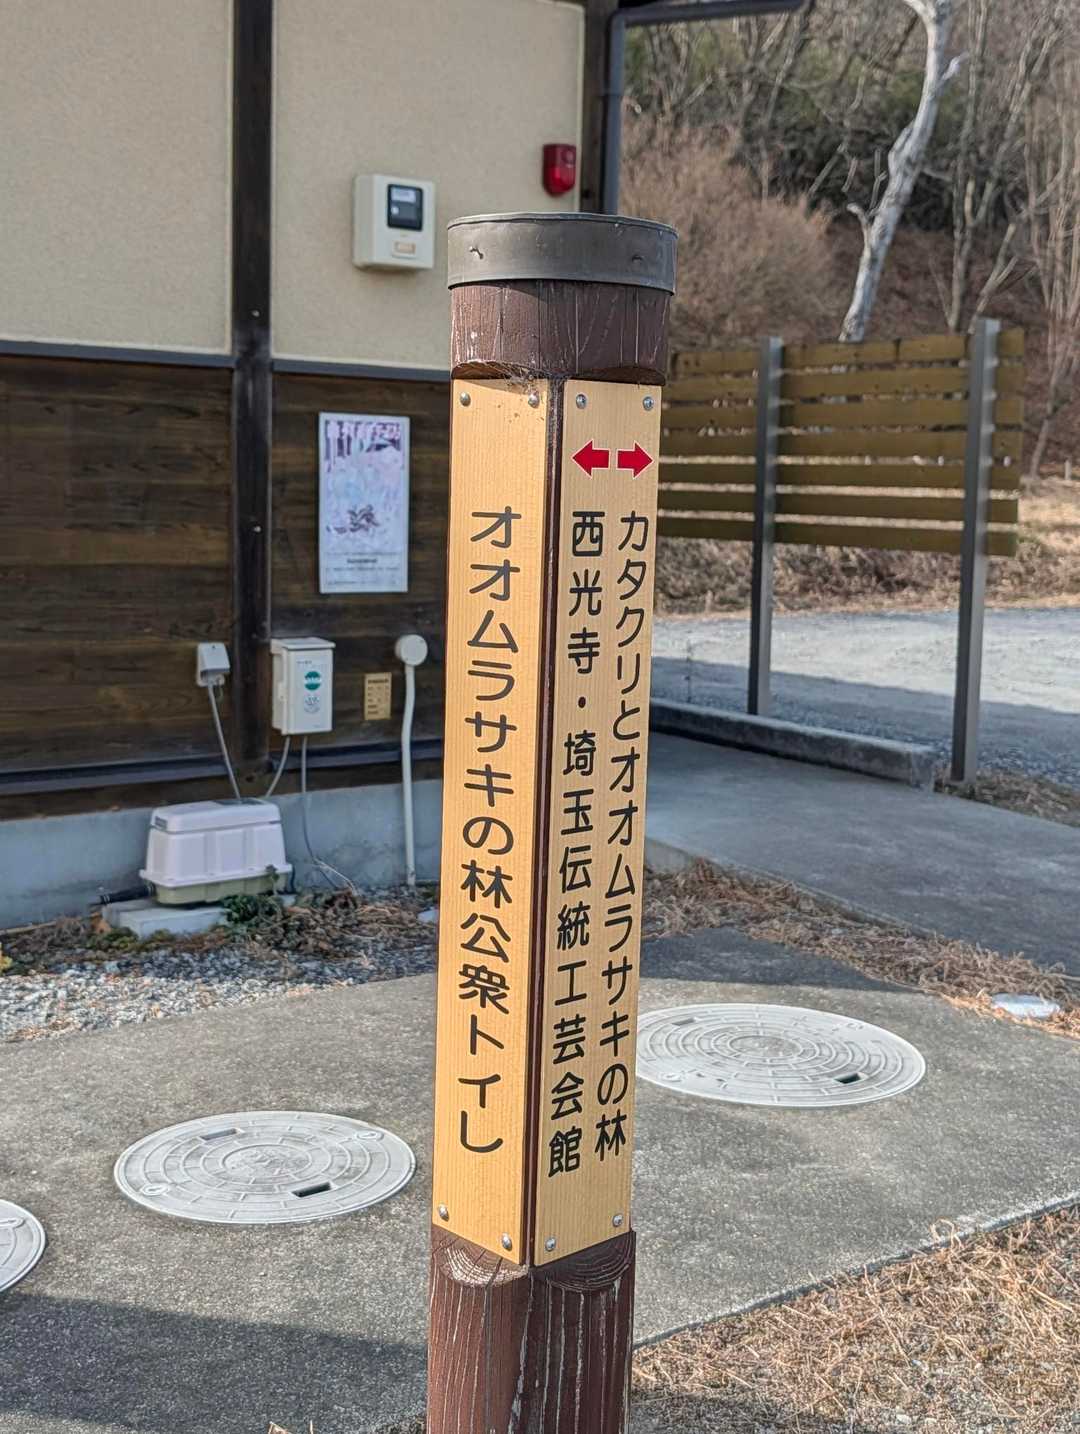 オオムラサキの林公衆トイレ
カタクリとオオムラサキの林
西光寺・埼玉伝統工芸会館